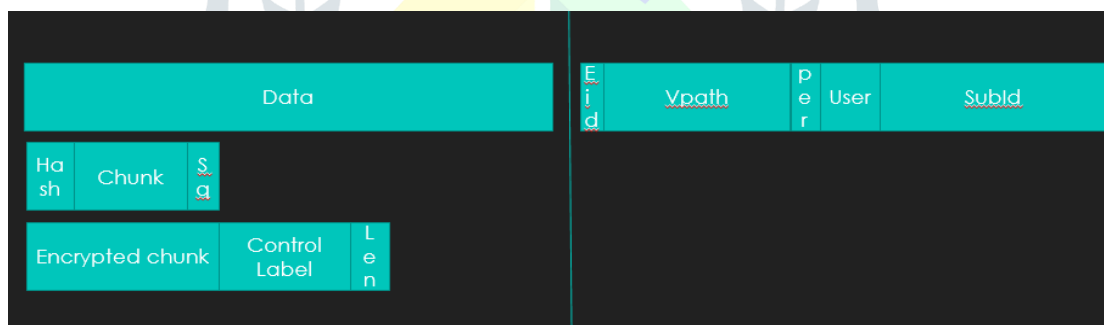 Data
Ha
sh
Chunk
S
q
Encrypted chunk
Control
Label
L
e
n
E
i
d
Vpath
p
e
r
User
SubId